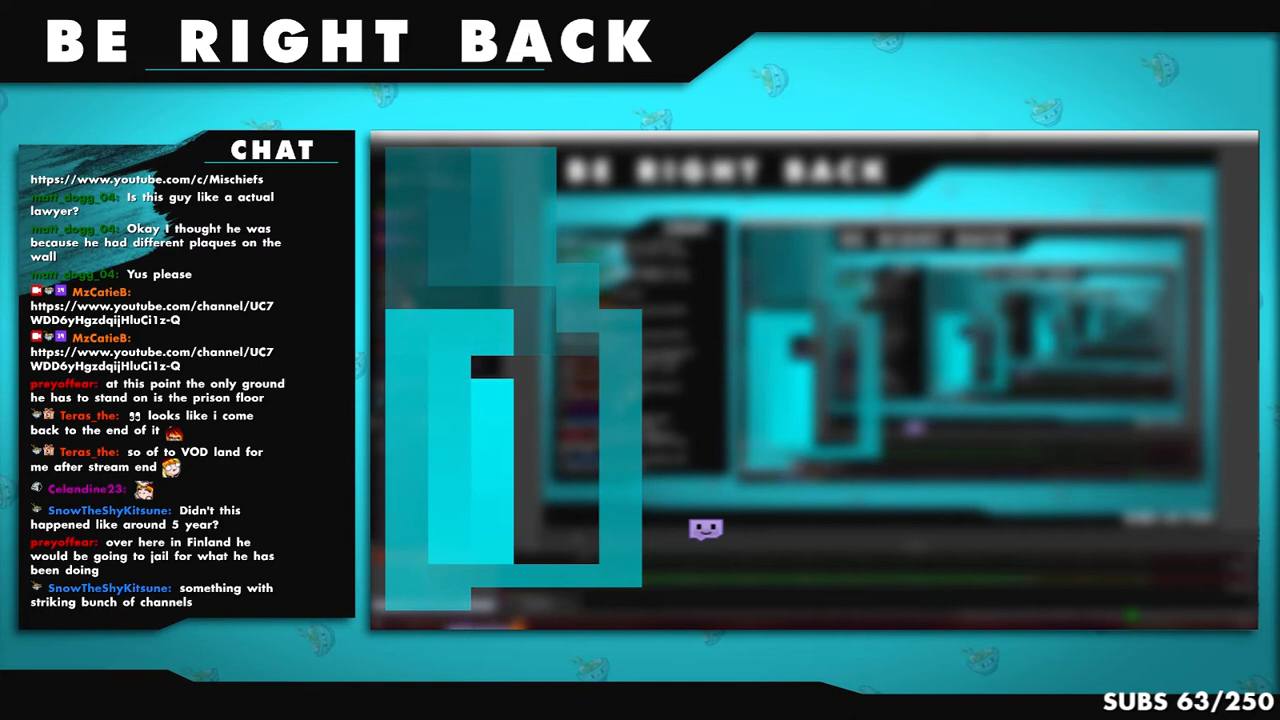 BE RIGHT BACK
CHAT
https://www.youtube.com/c/Mischiefs
matt_dogg_04: Is this guy like a actual
lawyer?
matt_dogg_04: Okay I thought he was
because he had different plaques on the
wall
matt_dogg_04: Yus please
MzCatieB:
https://www.youtube.com/channel/UC7
WDD6yHgzdqijHluCi1z-Q
MzCatieB:
https://www.youtube.com/channel/UC7
WDD6yHgzdqijHluCi1z-Q
preyoffear: at this point the only ground
he has to stand on is the prison floor
Teras_the: looks like i come
back to the end of it
Teras_the: so of to VOD land for
me after stream end
Celandine23:
SnowTheShyKitsune: Didn't this
happened like around 5 year?
preyoffear: over here in Finland he
would be going to jail for what he has
been doing
SnowTheShyKitsune: something with
striking bunch of channels
BE RIGHT BACK
BE RIGHT BACK
SUBS 63/250